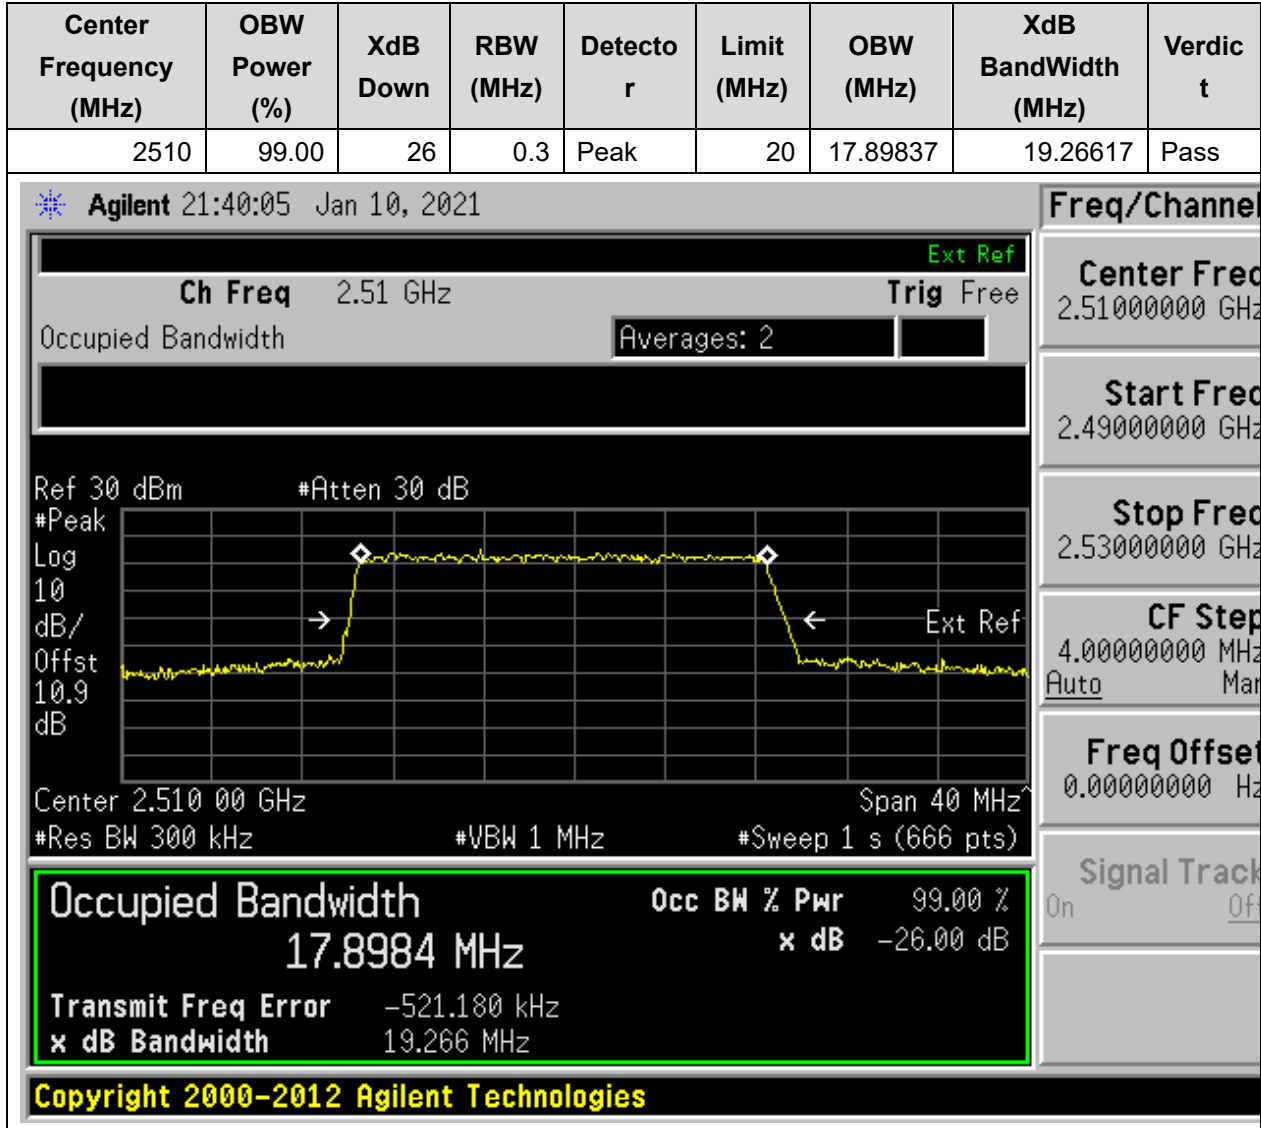 Center Frequency (MHz) OBW Power (%) XdB Down RBW (MHz) Detecto r Limit (MHz) OBW (MHz) XdB BandWidth (MHz) Verdic t
2510 99.00 26 0.3 Peak 20 17.89837 19.26617 Pass
Agilent 21:40:05 Jan 10, 2021 Freq/Channel
Ext Ref
Ch Freq 2.51 GHz Trig Free
Occupied Bandwidth Averages: 2
Center Freq
2.51000000 GHz
Start Freq
2.49000000 GHz
Stop Freq
2.53000000 GHz
CF Step
4.00000000 MHz
Auto Man
Freq Offset
0.00000000 Hz
Signal Track
On Off
Ref 30 dBm #Atten 30 dB
#Peak
Log
10
dB/
Offst
10.9
dB
Ext Ref
Center 2.510 00 GHz Span 40 MHz^
#Res BW 300 kHz #VBW 1 MHz #Sweep 1 s (666 pts)
Occupied Bandwidth
17.8984 MHz
Occ BW % Pwr 99.00 %
x dB -26.00 dB
Transmit Freq Error -521.180 kHz
x dB Bandwidth 19.266 MHz
Copyright 2000-2012 Agilent Technologies